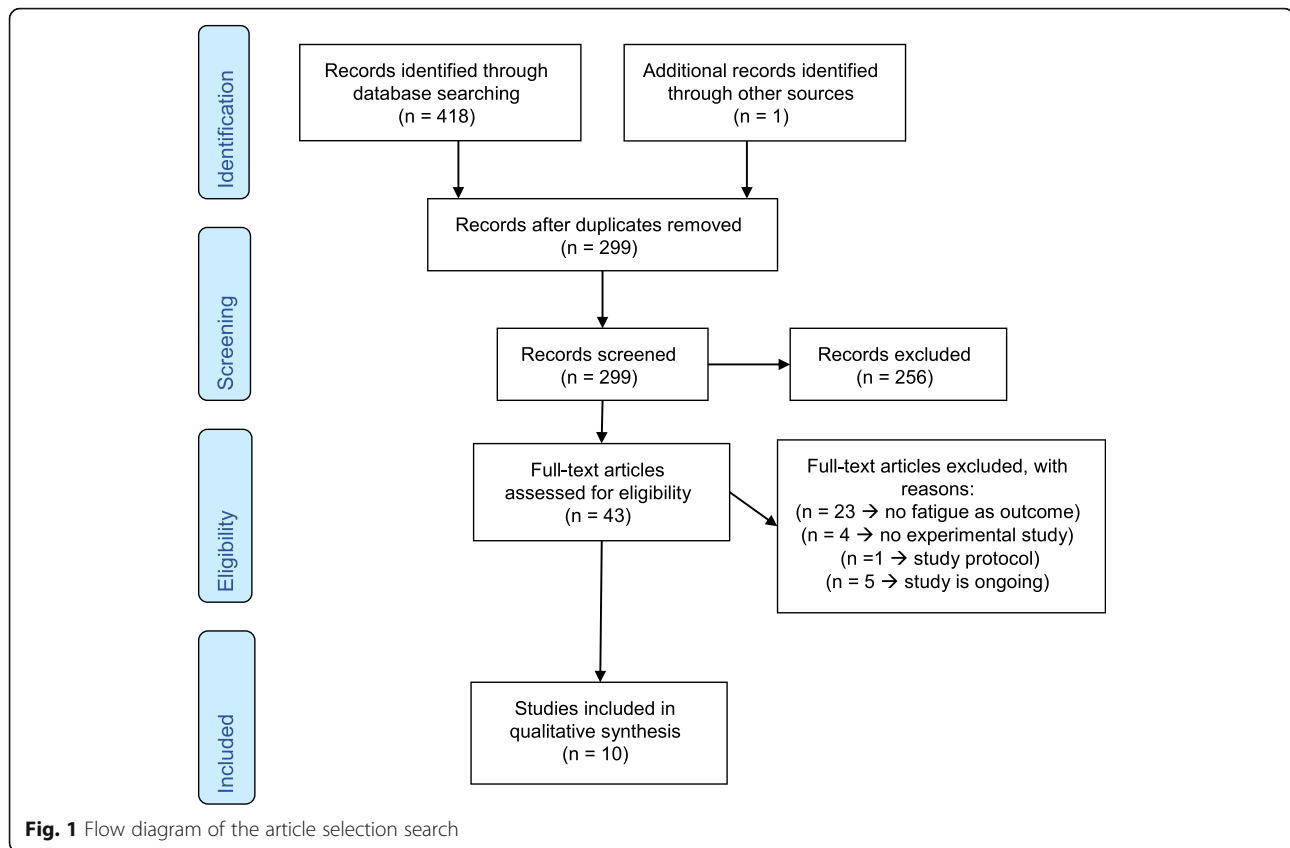 Identification
Records identified through
database searching
(n = 418)
Additional records identified
through other sources
(n = 1)
Records after duplicates removed
(n = 299)
Screening
Records screened
(n = 299)
Records excluded
(n = 256)
Eligibility
Full-text articles
assessed for eligibility
(n = 43)
Full-text articles excluded, with
reasons:
(n = 23 → no fatigue as outcome)
(n = 4 → no experimental study)
(n =1 → study protocol)
(n = 5 → study is ongoing)
Included
Studies included in
qualitative synthesis
(n = 10)
Fig. 1 Flow diagram of the article selection search